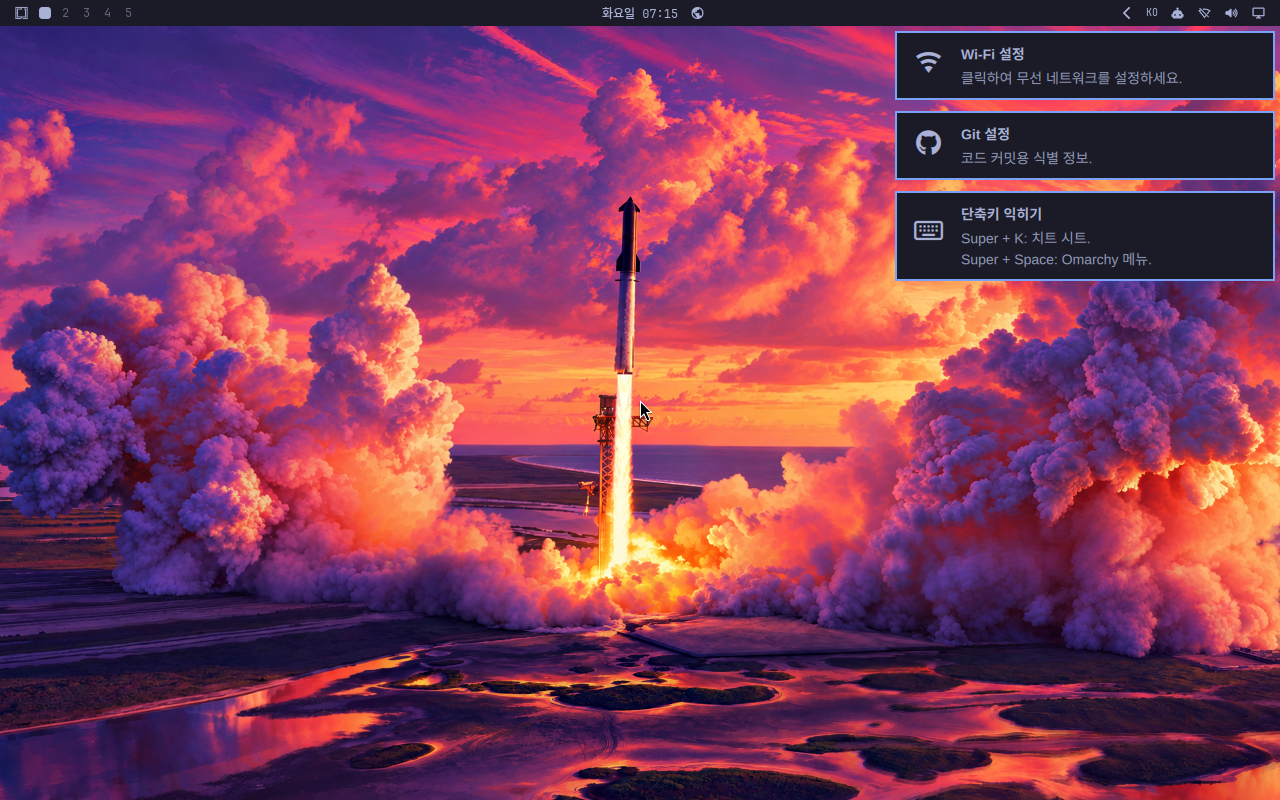 2 3 4 5
화요일 07:15
KO
Wi-Fi 설정
클릭하여 무선 네트워크를 설정하세요.
Git 설정
코드 커밋용 식별 정보.
단축키 익히기
Super + K: 치트 시트.
Super + Space: Omarchy 메뉴.